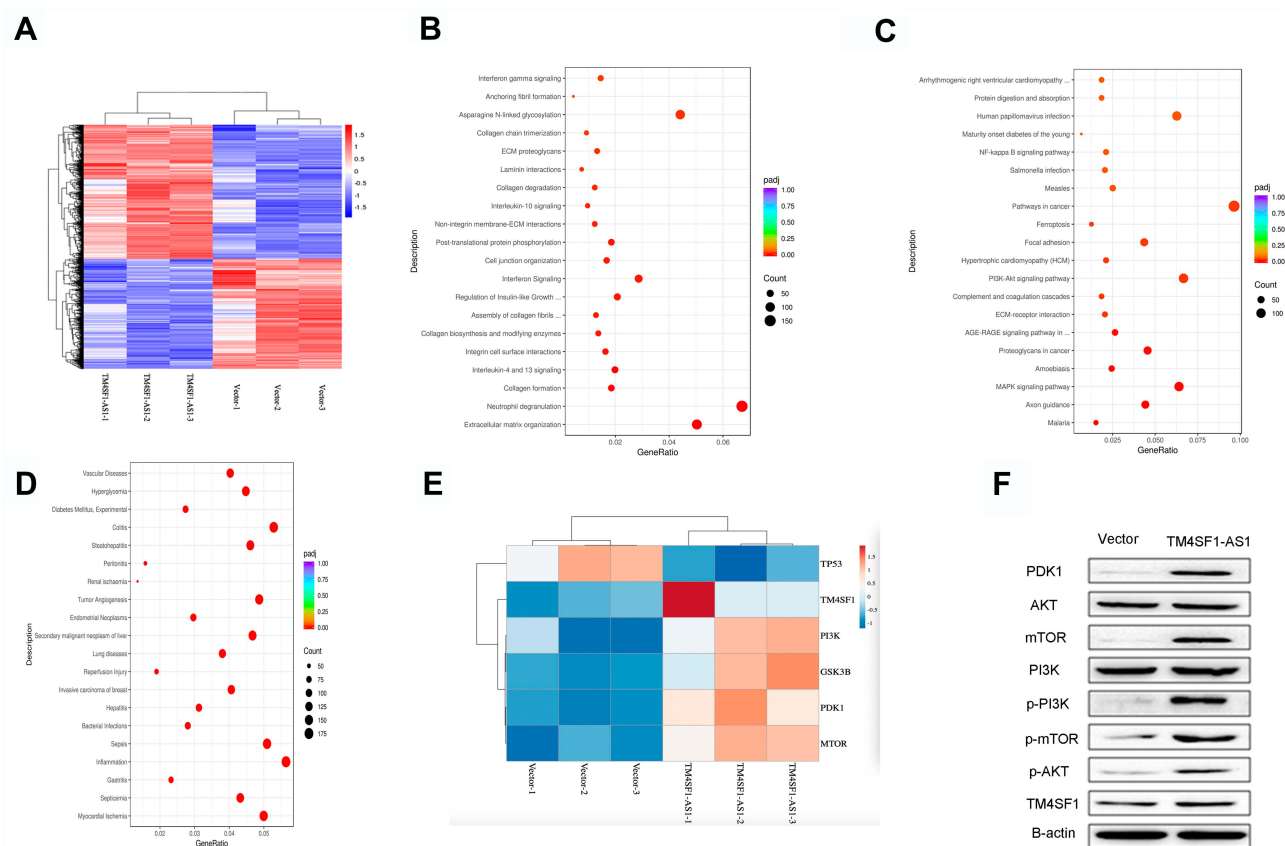 A
1.5
1
0.5
0
-0.5
-1
-1.5
TM4SF1-AS1-1
TM4SF1-AS1-2
TM4SF1-AS1-3
Vector-1
Vector-2
Vector-3
B
Description
Interferon gamma signaling
Anchoring fibril formation
Asparagine N-linked glycosylation
Collagen chain trimerization
ECM proteoglycans
Laminin interactions
Collagen degradation
Interleukin-10 signaling
Non-integrin membrane-ECM interactions
Post-translational protein phosphorylation
Cell junction organization
Interferon Signaling
Regulation of Insulin-like Growth ...
Assembly of collagen fibrils ...
Collagen biosynthesis and modifying enzymes
Integrin cell surface interactions
Interleukin-4 and 13 signaling
Collagen formation
Neutrophil degranulation
Extracellular matrix organization
0.02 0.04 0.06
GeneRatio
padj
1.00
0.75
0.50
0.25
0.00
Count
50
100
150
C
Description
Arrhythmogenic right ventricular cardiomyopathy ...
Protein digestion and absorption
Human papillomavirus infection
Maturity onset diabetes of the young
NF-kappa B signaling pathway
Salmonella infection
Measles
Pathways in cancer
Ferroptosis
Focal adhesion
Hypertrophic cardiomyopathy (HCM)
PI3K-Akt signaling pathway
Complement and coagulation cascades
ECM-receptor interaction
AGE-RAGE signaling pathway in ...
Proteoglycans in cancer
Amoebiasis
MAPK signaling pathway
Axon guidance
Malaria
0.025 0.050 0.075 0.100
GeneRatio
padj
1.00
0.75
0.50
0.25
0.00
Count
50
100
D
Description
Vascular Diseases
Hyperglycemia
Diabetes Mellitus, Experimental
Colitis
Steatohepatitis
Peritonitis
Renal ischaemia
Tumor Angiogenesis
Endometrial Neoplasms
Secondary malignant neoplasm of liver
Lung diseases
Reperfusion Injury
Invasive carcinoma of breast
Hepatitis
Bacterial Infections
Sepsis
Inflammation
Gastritis
Septicemia
Myocardial Ischemia
0.02 0.03 0.04 0.05
GeneRatio
padj
1.00
0.75
0.50
0.25
0.00
Count
50
75
100
125
150
175
E
TP53
TM4SF1
PI3K
GSK3B
PDK1
MTOR
1.5
1
0.5
0
-0.5
-1
Vector-1
Vector-2
Vector-3
TM4SF1-AS1-1
TM4SF1-AS1-2
TM4SF1-AS1-3
F
Vector TM4SF1-AS1
PDK1
AKT
mTOR
PI3K
p-PI3K
p-mTOR
p-AKT
TM4SF1
B-actin